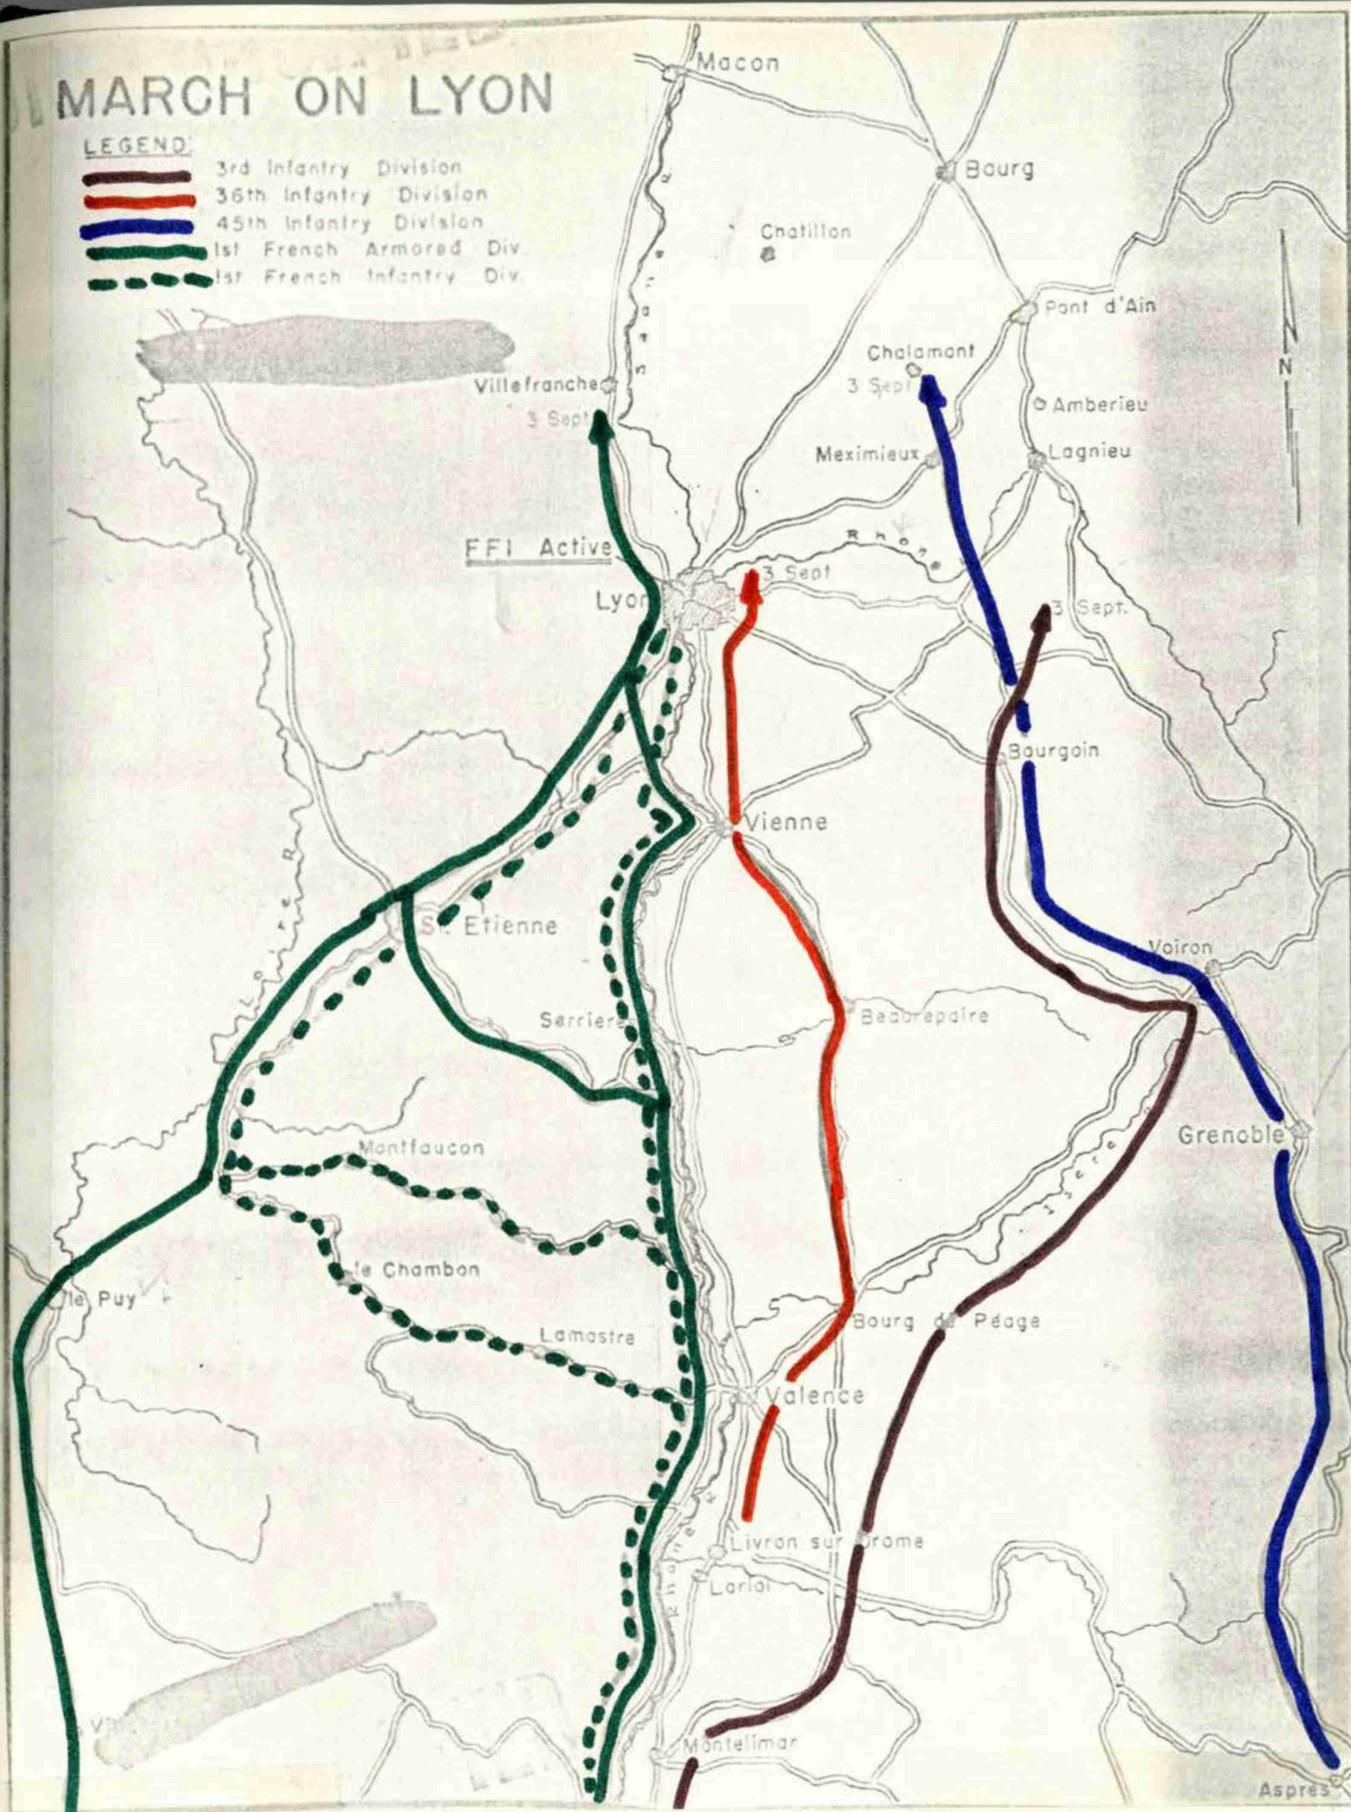 MARCH ON LYON
LEGEND:
3rd Infantry Division
36th Infantry Division
45th Infantry Division
1st French Armored Div.
1st French Infantry Div.
Macon
Bourg
Saone R
Chatillon
Pont d'Ain
Chalamont
3 Sept
Villefranche
3 Sept
N
Amberieu
Meximieux
Lagnieu
Rhone
FFI Active
3 Sept
Lyon
3 Sept.
Bourgoin
Vienne
Loire R
St. Etienne
Voiron
Serriere
Beaurepaire
Grenoble
Isere
Montfaucon
le Chambon
le Puy
Bourg de Péage
Lamastre
Valence
Livron sur Drome
Loriol
Rhone
Montelimar
Aspres